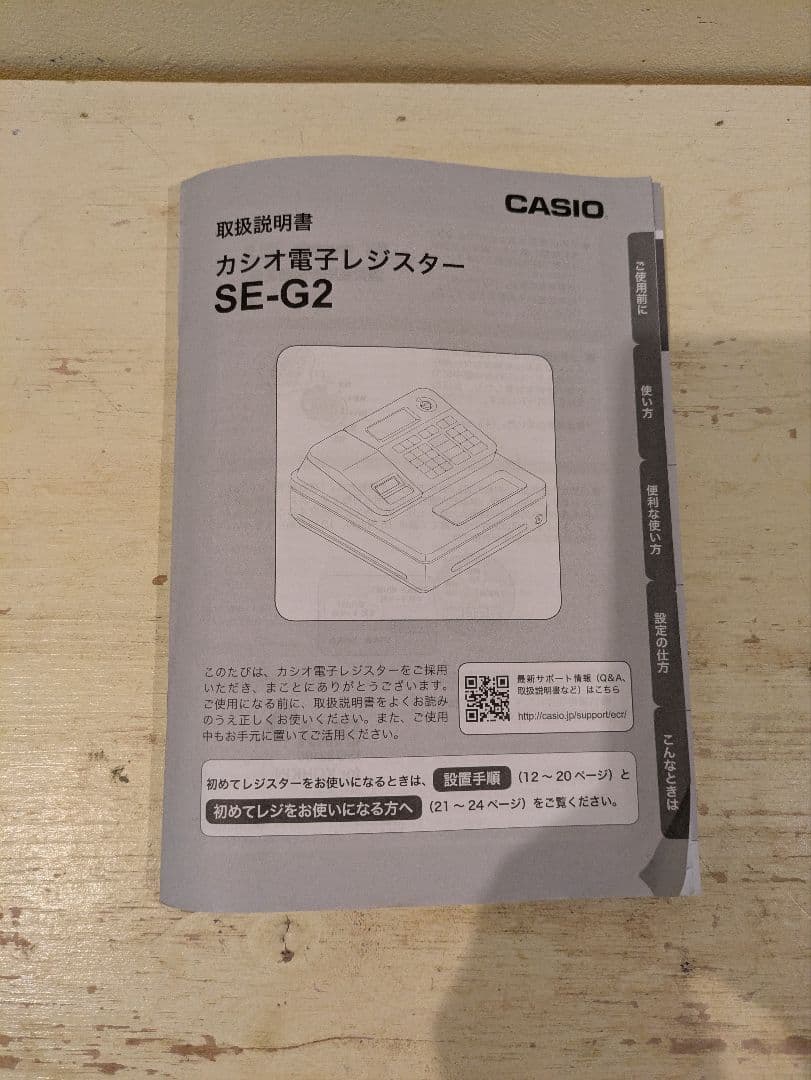 CASIO
取扱説明書
カシオ電子レジスター
SE-G2
ご使用前に
使い方
便利な使い方
設定の仕方
こんなときは
このたびは、カシオ電子レジスターをご採用
いただき、まことにありがとうございます。
ご使用になる前に、取扱説明書をよくお読み
のうえ正しくお使いください。また、ご使用
中もお手元に置いてご活用ください。
最新サポート情報（Q&A、
取扱説明書など）はこちら
http://casio.jp/support/ecr/
初めてレジスターをお使いになるときは、 設置手順 （12～20ページ）と
初めてレジをお使いになる方へ （21～24ページ）をご覧ください。